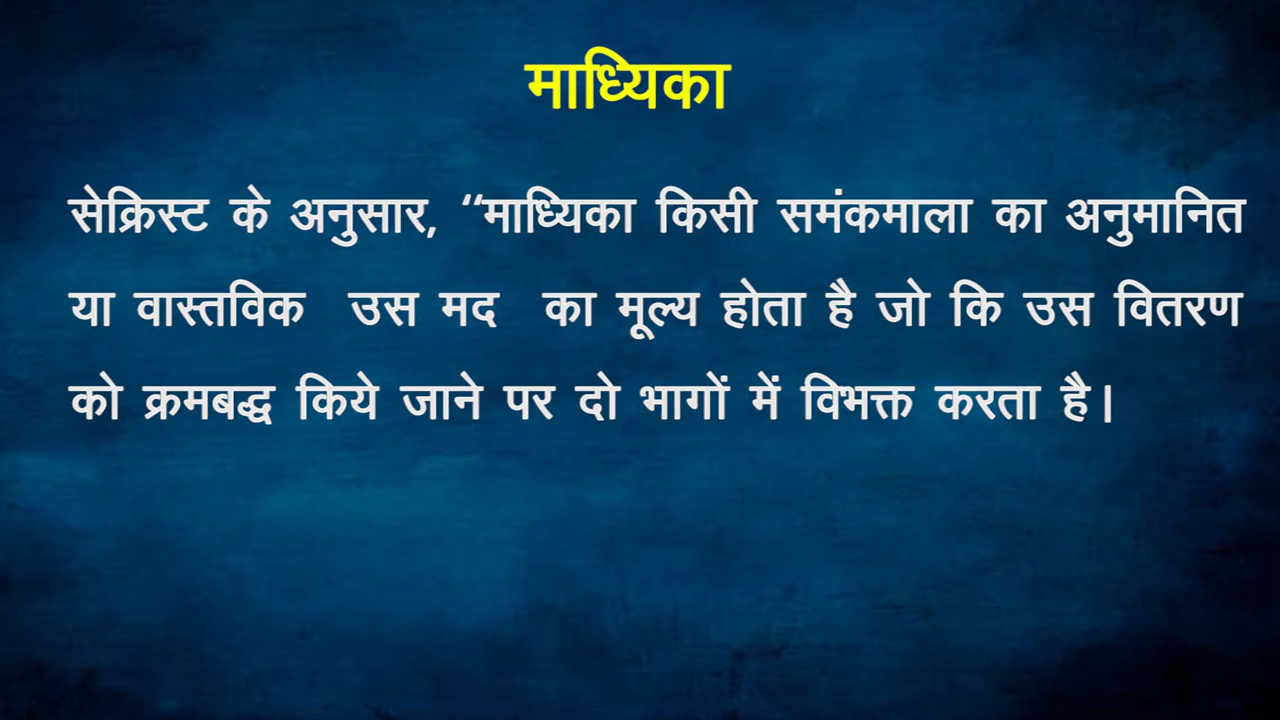 माध्यिका
सेक्रिस्ट के अनुसार, “माध्यिका किसी समंकमाला का अनुमानित
या वास्तविक उस मद का मूल्य होता है जो कि उस वितरण
को क्रमबद्ध किये जाने पर दो भागों में विभक्त करता है।